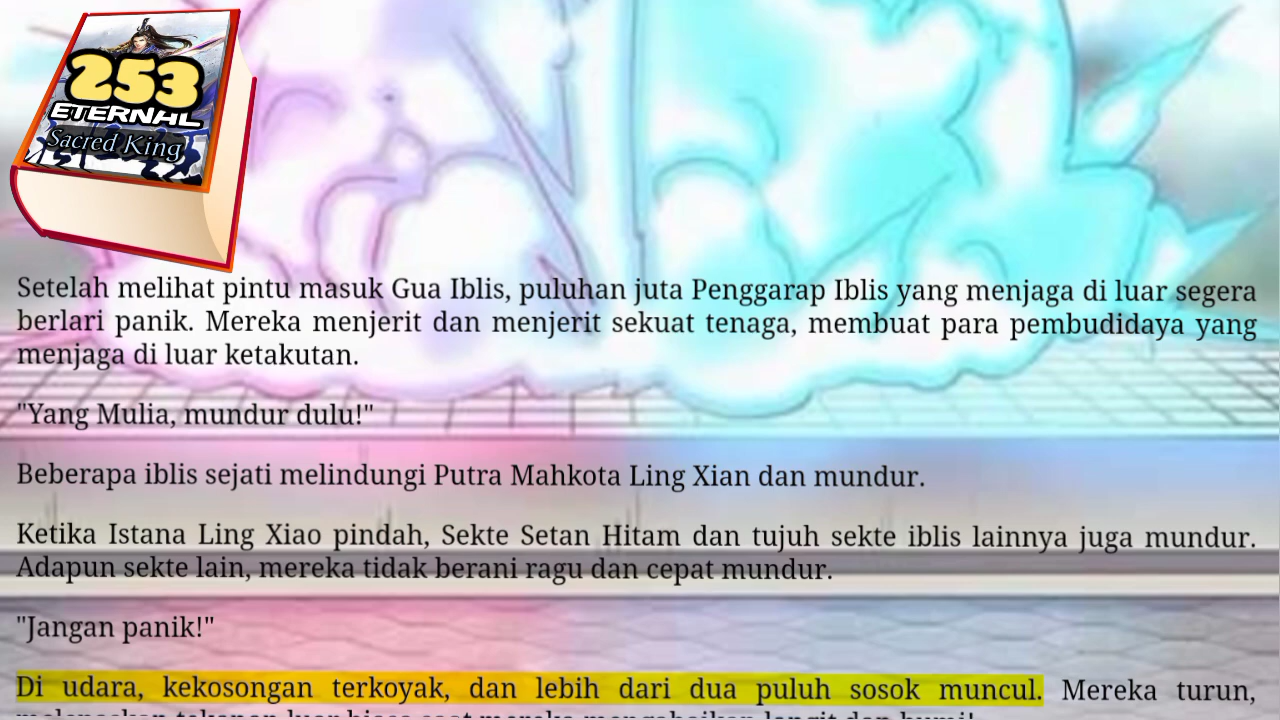 253
ETERNAL
Sacred King
Setelah melihat pintu masuk Gua Iblis, puluhan juta Penggarap Iblis yang menjaga di luar segera
berlari panik. Mereka menjerit dan menjerit sekuat tenaga, membuat para pembudidaya yang
menjaga di luar ketakutan.
"Yang Mulia, mundur dulu!"
Beberapa iblis sejati melindungi Putra Mahkota Ling Xian dan mundur.
Ketika Istana Ling Xiao pindah, Sekte Setan Hitam dan tujuh sekte iblis lainnya juga mundur.
Adapun sekte lain, mereka tidak berani ragu dan cepat mundur.
"Jangan panik!"
Di udara, kekosongan terkoyak, dan lebih dari dua puluh sosok muncul. Mereka turun,